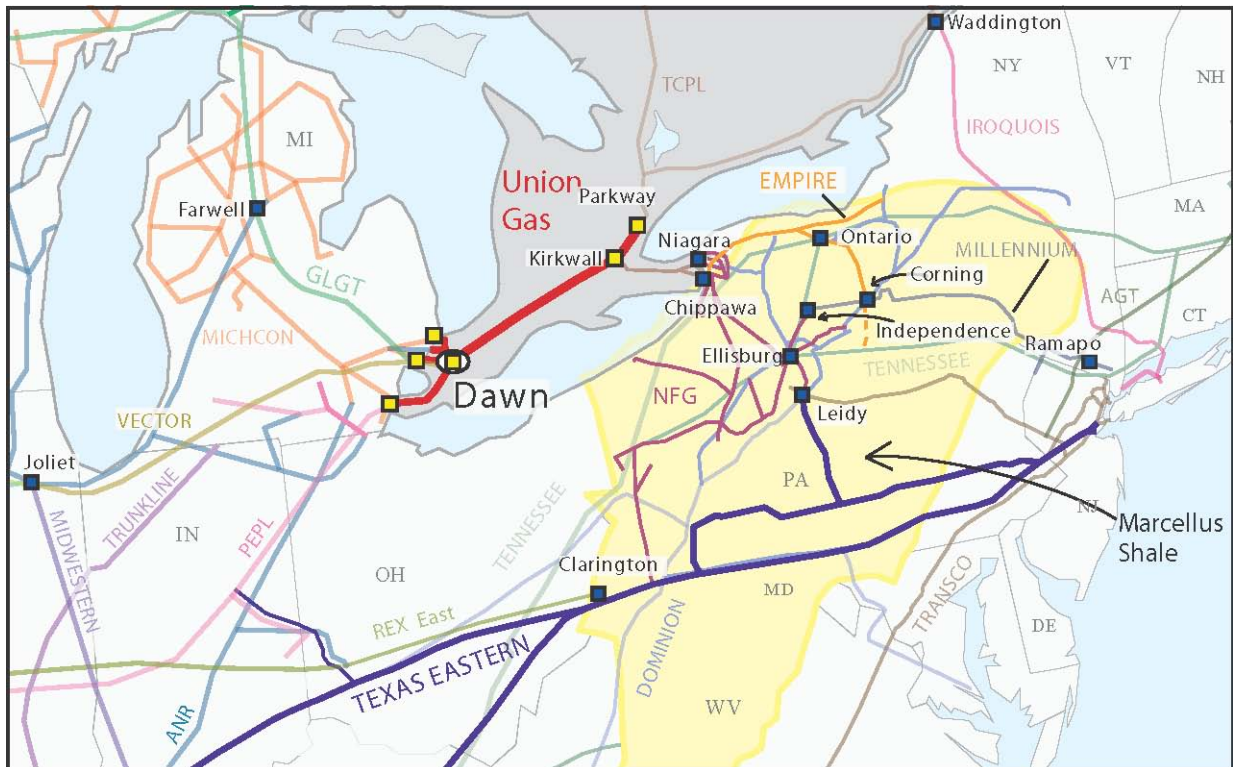 Waddington
NY
VT
NH
TCPL
IROQUOIS
MI
Union
Gas
Parkway
EMPIRE
Farwell
MA
Niagara
Ontario
Kirkwall
MILLENNIUM
GLGT
Corning
Chippawa
AGT
CT
MICHCON
Independence
Ramapo
Ellisburg
TENNESSEE
Dawn
NFG
Leidy
VECTOR
Joliet
TRUNKLINE
PA
MIDWESTERN
IN
PEPL
TENNESSEE
NJ
Marcellus
Shale
OH
Clarington
MD
REX East
DOMINION
TRANSCO
DE
TEXAS EASTERN
WV
ANR